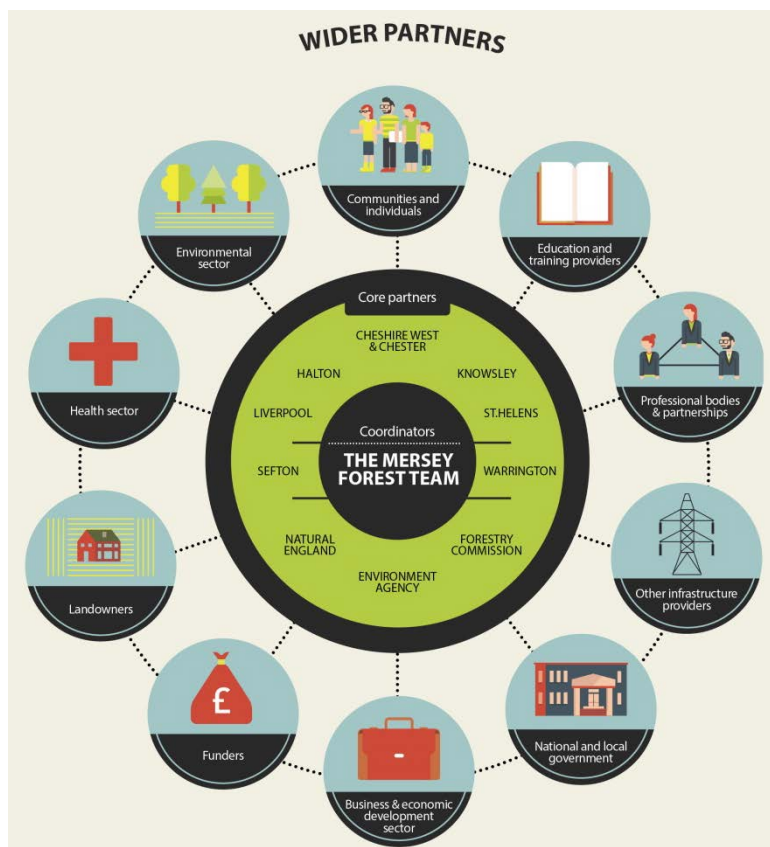 WIDER PARTNERS
Communities and
individuals
Education and
training providers
Professional bodies
& partnerships
Other infrastructure
providers
National and local
government
Business & economic
development
sector
Funders
Landowners
Health sector
Environmental
sector
Core partners
CHESHIRE WEST
& CHESTER
HALTON
KNOWSLEY
LIVERPOOL
ST.HELENS
SEFTON
WARRINGTON
Coordinators
THE MERSEY
FOREST TEAM
NATURAL
ENGLAND
FORESTRY
COMMISSION
ENVIRONMENT
AGENCY
£